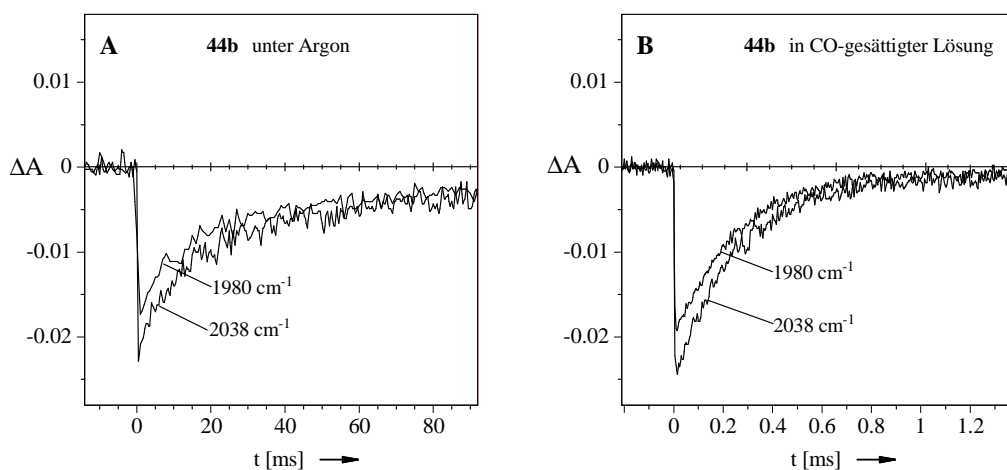 A 44b unter Argon
0.01
0
-0.01
-0.02
ΔA
1980 cm-1
2038 cm-1
0 20 40 60 80
t [ms]
B 44b in CO-gesättigter Lösung
0.01
0
-0.01
-0.02
ΔA
1980 cm-1
2038 cm-1
0 0.2 0.4 0.6 0.8 1 1.2
t [ms]